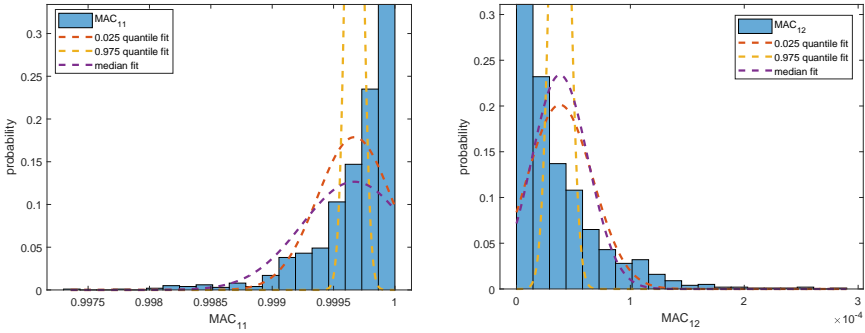 MAC11
0.025 quantile fit
0.975 quantile fit
median fit
0.3
0.25
0.2
0.15
0.1
0.05
0
probability
0.9975 0.998 0.9985 0.999 0.9995 1
MAC11
MAC12
0.025 quantile fit
0.975 quantile fit
median fit
0.3
0.25
0.2
0.15
0.1
0.05
0
probability
0 1 2 3
MAC12
×10-4